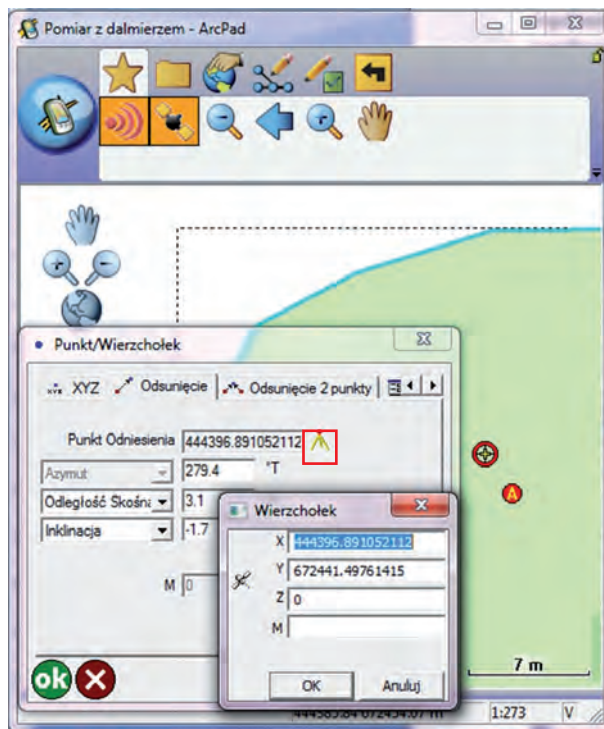 Pomiar z dalmierzem - ArcPad
Punkt/Wierzchołek
XYZ Odsunięcie Odsunięcie 2 punkty
Punkt Odniesienia 444396.891052112
Azymut 279.4 °T
Odległość Skośna 3.1
Inklinacja -1.7
M 0
ok
Wierzchołek
X 444396.891052112
Y 672441.49761415
Z 0
M
OK Anuluj
A
7 m
1:273 V